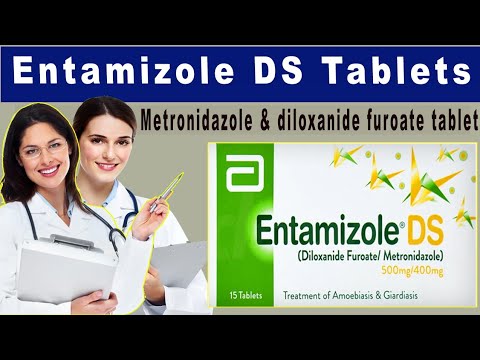 Entamizole DS Tablets
Metronidazole & diloxanide furoate tablet
Entamizole® DS
(Diloxanide Furoate/ Metronidazole)
500mg/400mg
15 Tablets
Treatment of Amoebiasis & Giardiasis